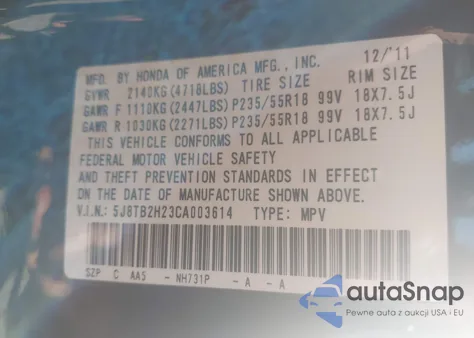 MFD. BY HONDA OF AMERICA MFG., INC. 12/'11
GVWR 2140KG(4718LBS) TIRE SIZE RIM SIZE
GAWR F 1110KG(2447LBS)P235/55R18 99V 18X7.5J
GAWR R 1030KG(2271LBS)P235/55R18 99V 18X7.5J
THIS VEHICLE CONFORMS TO ALL APPLICABLE
FEDERAL MOTOR VEHICLE SAFETY
AND THEFT PREVENTION STANDARDS IN EFFECT
ON THE DATE OF MANUFACTURE SHOWN ABOVE.
V.I.N.: 5J8TB2H23CA003614 TYPE: MPV
SZP C AA5 - NH731P - A - A
autoSnap
Pewne auta z aukcji USA i EU